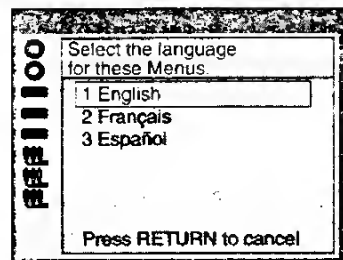 Select the language
for these Menus.
1 English
2 Français
3 Español
Press RETURN to cancel